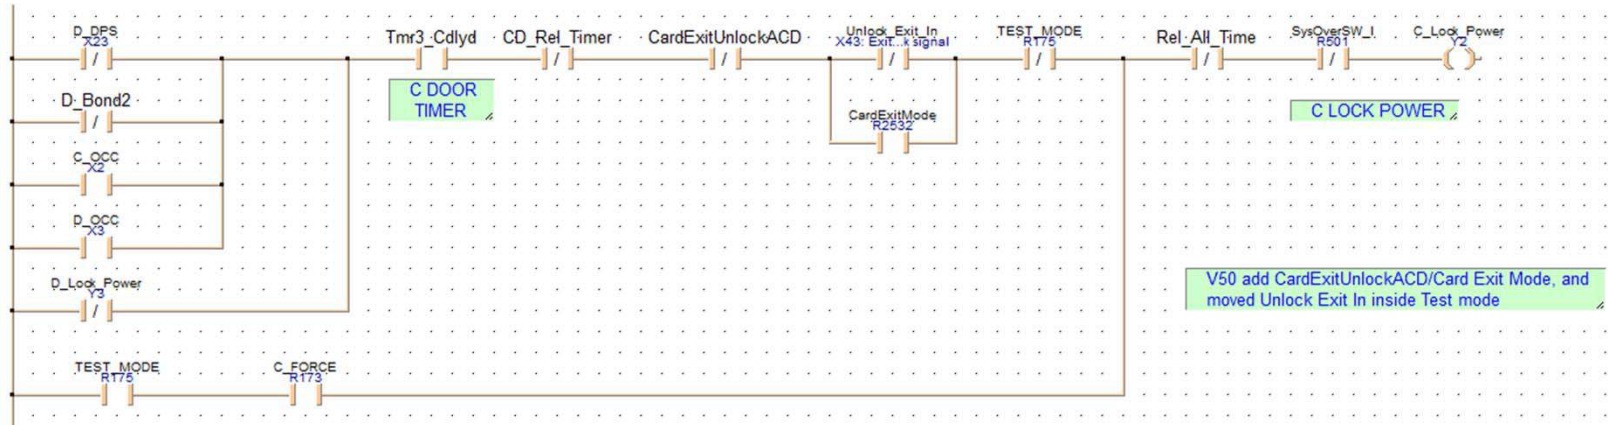 D_DPS
X23
Tmr3_Cdlyd
CD_Rel_Timer
CardExitUnlockACD
Unlock_Exit_In
X43: Exit...k signal
TEST_MODE
R175
Rel_All_Time
SysOverSW_I
R501
C_Lock_Power
Y2
C DOOR
TIMER
C LOCK POWER
D_Bond2
CardExitMode
R2532
C_OCC
X2
D_OCC
X3
D_Lock_Power
Y3
V50 add CardExitUnlockACD/Card Exit Mode, and
moved Unlock Exit In inside Test mode
TEST_MODE
R175
C_FORCE
R173